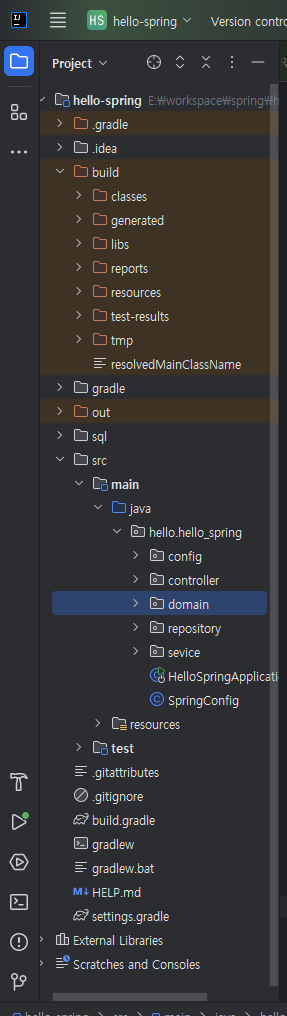 HS hello-spring Version contro
Project
hello-spring E:₩workspace₩spring₩h
.gradle
.idea
build
classes
generated
libs
reports
resources
test-results
tmp
resolvedMainClassName
gradle
out
sql
src
main
java
hello.hello_spring
config
controller
domain
repository
sevice
HelloSpringApplicati
SpringConfig
resources
test
.gitattributes
.gitignore
build.gradle
gradlew
gradlew.bat
M↓ HELP.md
settings.gradle
External Libraries
Scratches and Consoles